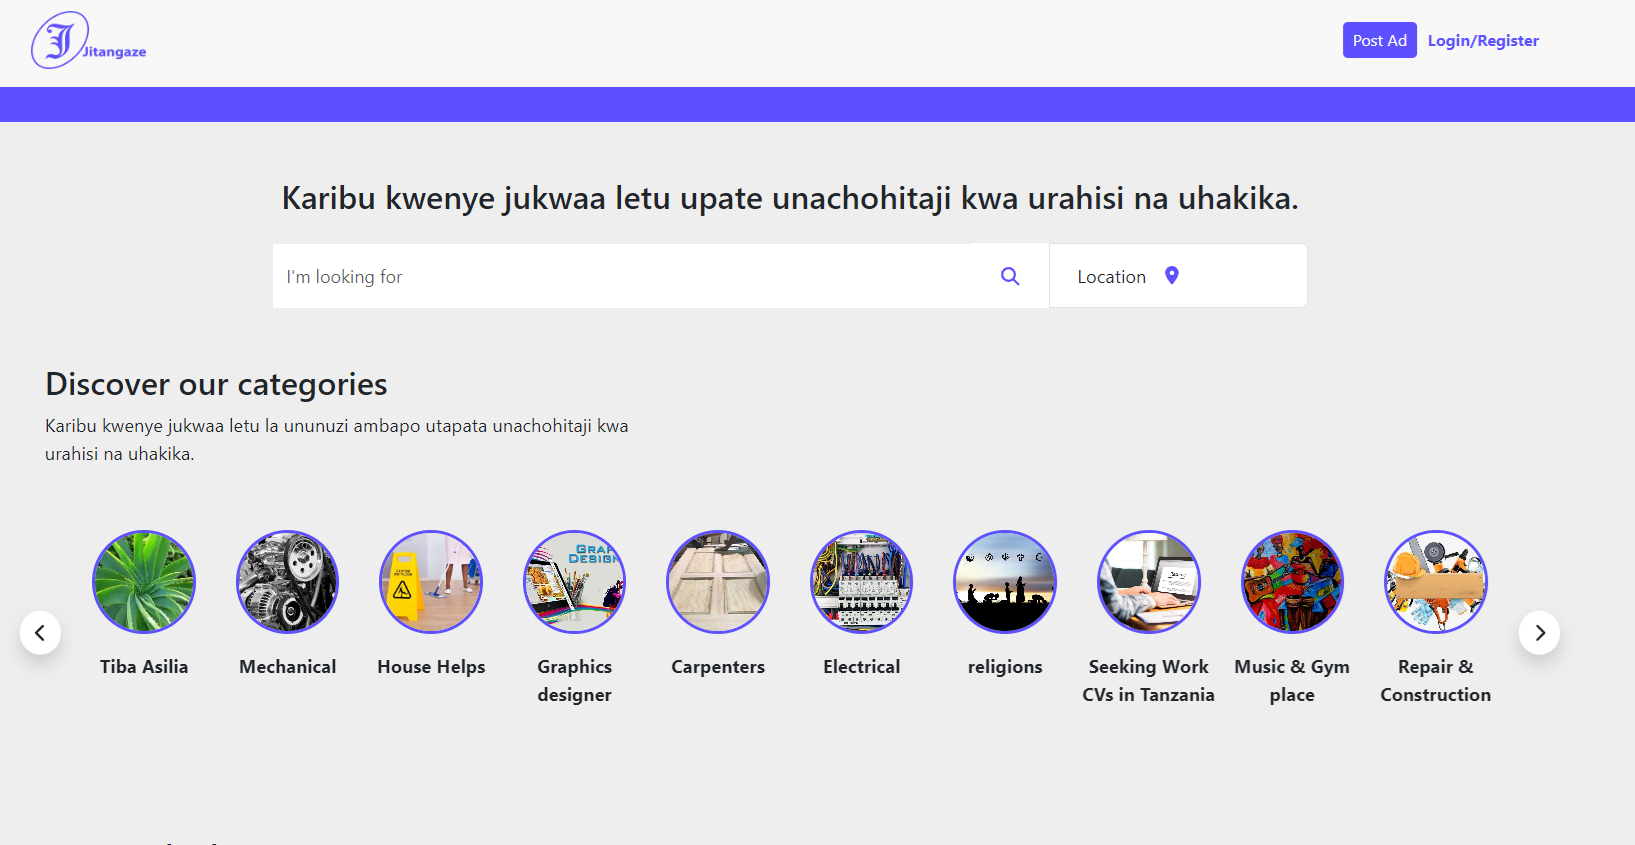 Jitangaze
Post Ad
Login/Register
Karibu kwenye jukwaa letu upate unachohitaji kwa urahisi na uhakika.
I'm looking for
Location
Discover our categories
Karibu kwenye jukwaa letu la ununuzi ambapo utapata unachohitaji kwa
urahisi na uhakika.
Tiba Asilia
Mechanical
House Helps
Graphics
designer
Carpenters
Electrical
religions
Seeking Work
CVs in Tanzania
Music & Gym
place
Repair &
Construction